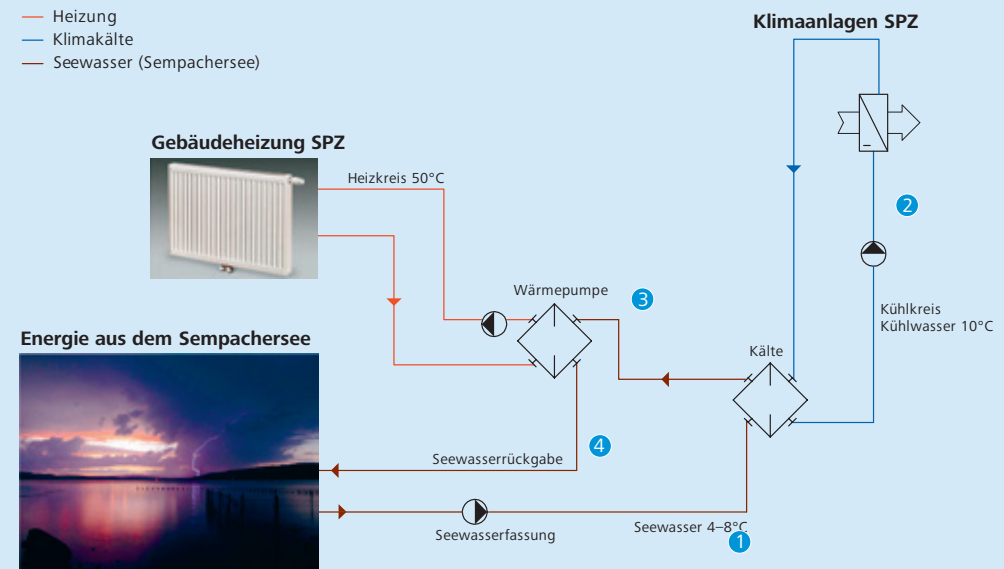 Heizung
Klimakälte
Seewasser (Sempachersee)
Klimaanlagen SPZ
Gebäudeheizung SPZ
Heizkreis 50°C
2
Wärmepumpe
3
Kühlkreis
Kühlwasser 10°C
Energie aus dem Sempachersee
Kälte
4
Seewasserrückgabe
Seewasserfassung
Seewasser 4–8°C
1